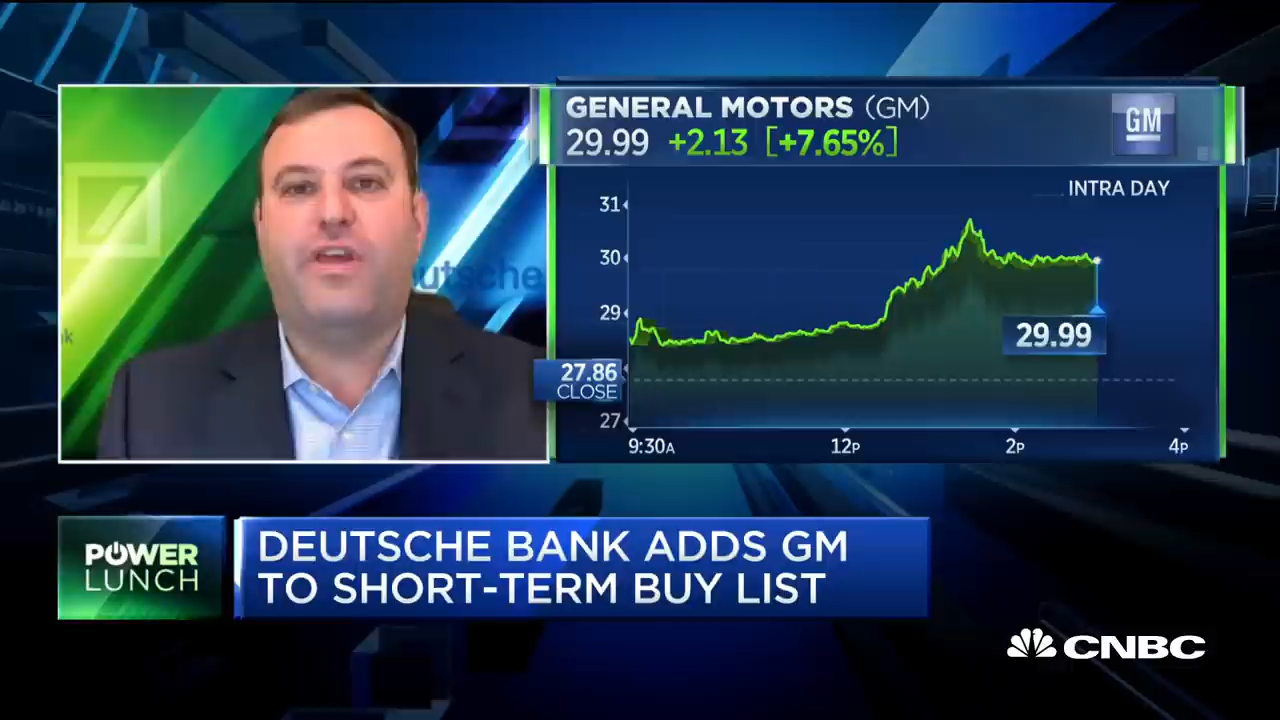 GENERAL MOTORS (GM)
29.99 +2.13 [+7.65%]
GM
INTRA DAY
31
30
29
29.99
27.86
CLOSE
27
9:30A
12P
2P
4P
utsche
POWER
LUNCH
DEUTSCHE BANK ADDS GM
TO SHORT-TERM BUY LIST
CNBC